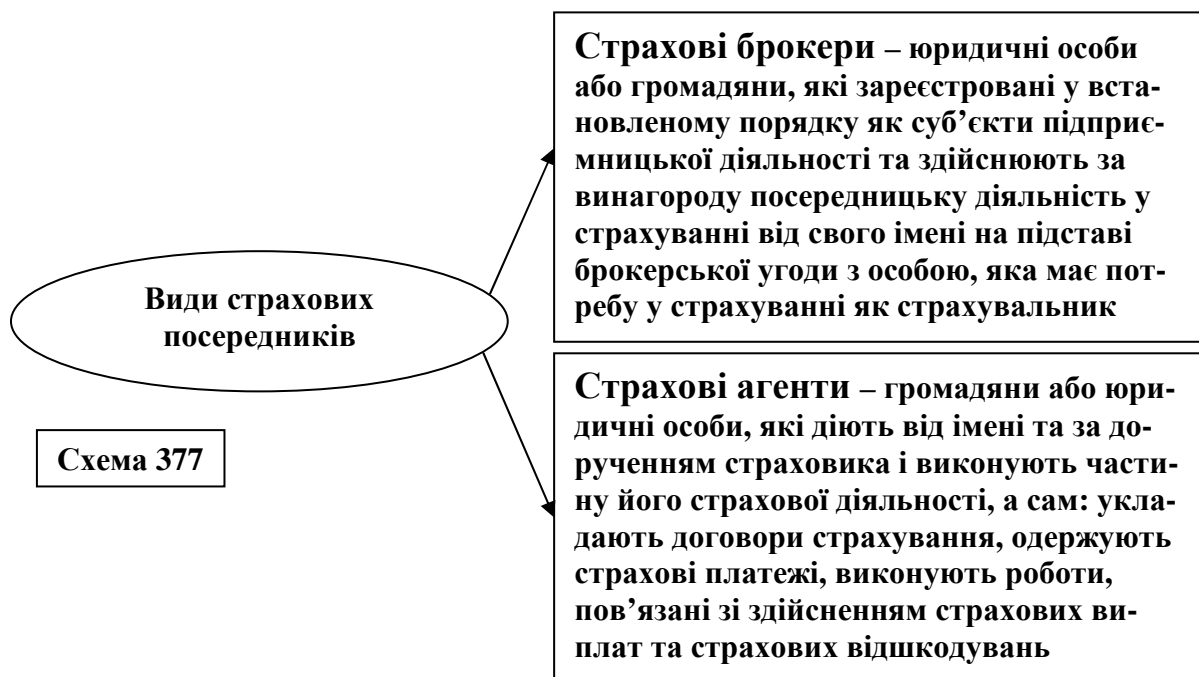 Страхові брокери – юридичні особи
або громадяни, які зареєстровані у вста-
новленому порядку як суб’єкти підприє-
мницької діяльності та здійснюють за
винагороду посередницьку діяльність у
страхуванні від свого імені на підставі
брокерської угоди з особою, яка має пот-
ребу у страхуванні як страхувальник
Види страхових
посередників
Страхові агенти – громадяни або юри-
дичні особи, які діють від імені та за до-
рученням страховика і виконують части-
ну його страхової діяльності, а сам: укла-
дають договори страхування, одержують
страхові платежі, виконують роботи,
пов’язані зі здійсненням страхових ви-
плат та страхових відшкодувань
Схема 377